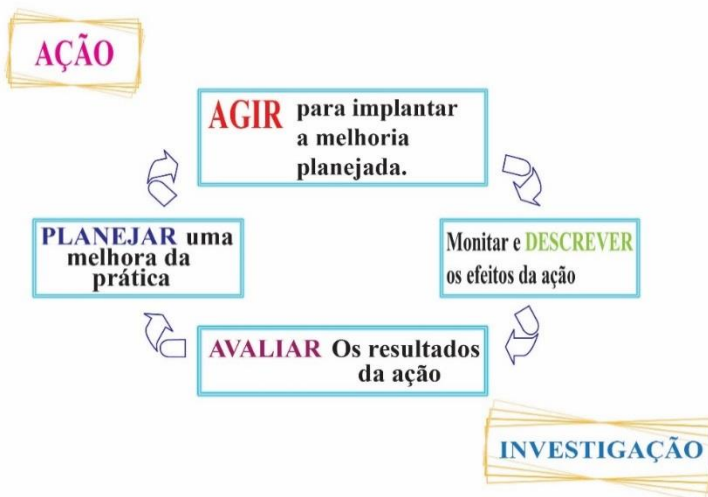 AÇÃO
AGIR para implantar
a melhoria
planejada.
PLANEJAR uma
melhora da
prática
Monitar e DESCREVER
os efeitos da ação
AVALIAR Os resultados
da ação
INVESTIGAÇÃO